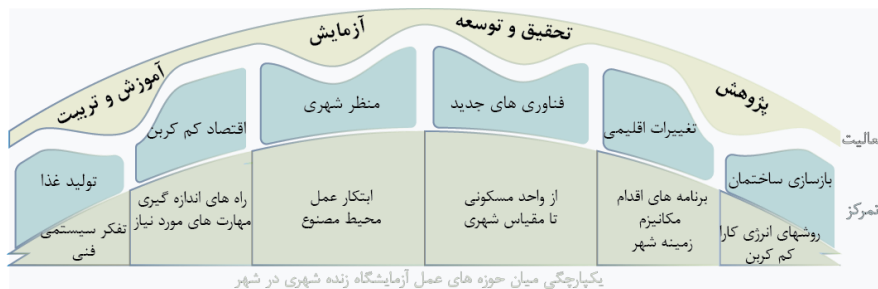 پژوهش
تحقیق و توسعه
آزمایش
آموزش و تربیت
بازسازی ساختمان
تغییرات اقلیمی
فناوری های جدید
منظر شهری
اقتصاد کم کربن
تولید غذا
روشهای انرژی کارا
کم کربن
برنامه های اقدام
مکانیزم
زمینه شهر
از واحد مسکونی
تا مقیاس شهری
ابتکار عمل
محیط مصنوع
راه های اندازه گیری
مهارت های مورد نیاز
تفکر سیستمی
فنی
عالیت
تمرکز
یکپارچگی میان حوزه های عمل آزمایشگاه زنده شهری در شهر